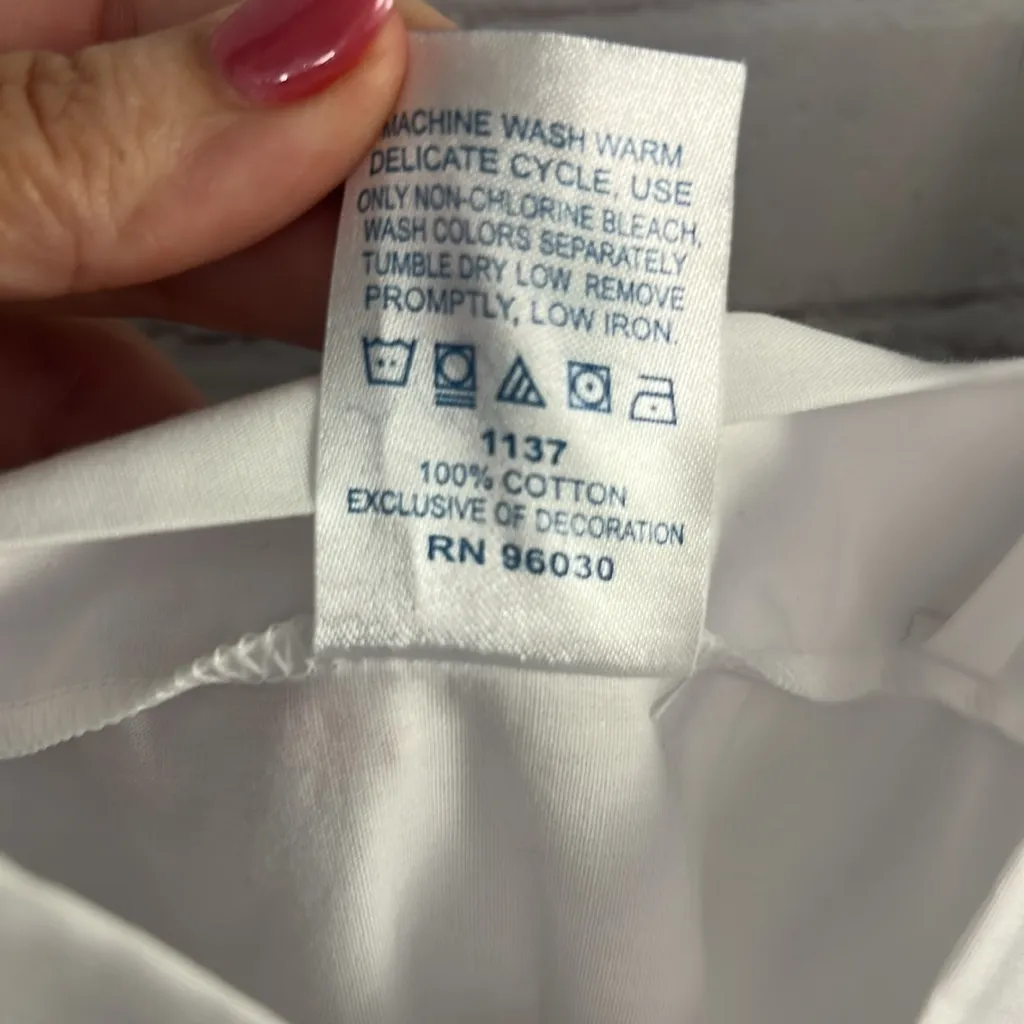 MACHINE WASH WARM
DELICATE CYCLE, USE
ONLY NON-CHLORINE BLEACH,
WASH COLORS SEPARATELY
TUMBLE DRY LOW REMOVE
PROMPTLY, LOW IRON.
1137
100% COTTON
EXCLUSIVE OF DECORATION
RN 96030